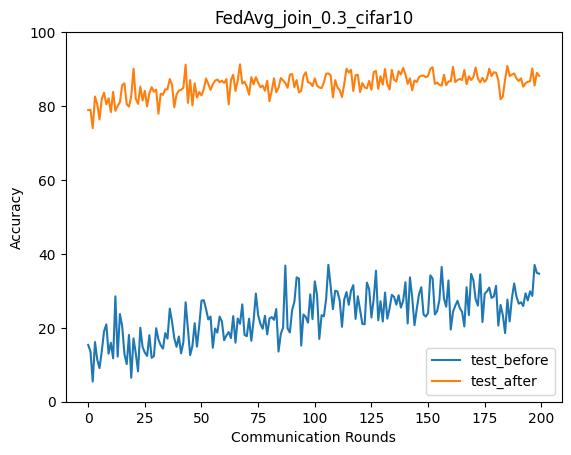 FedAvg_join_0.3_cifar10
100
80
60
40
20
0
Accuracy
0 25 50 75 100 125 150 175 200
Communication Rounds
test_before
test_after